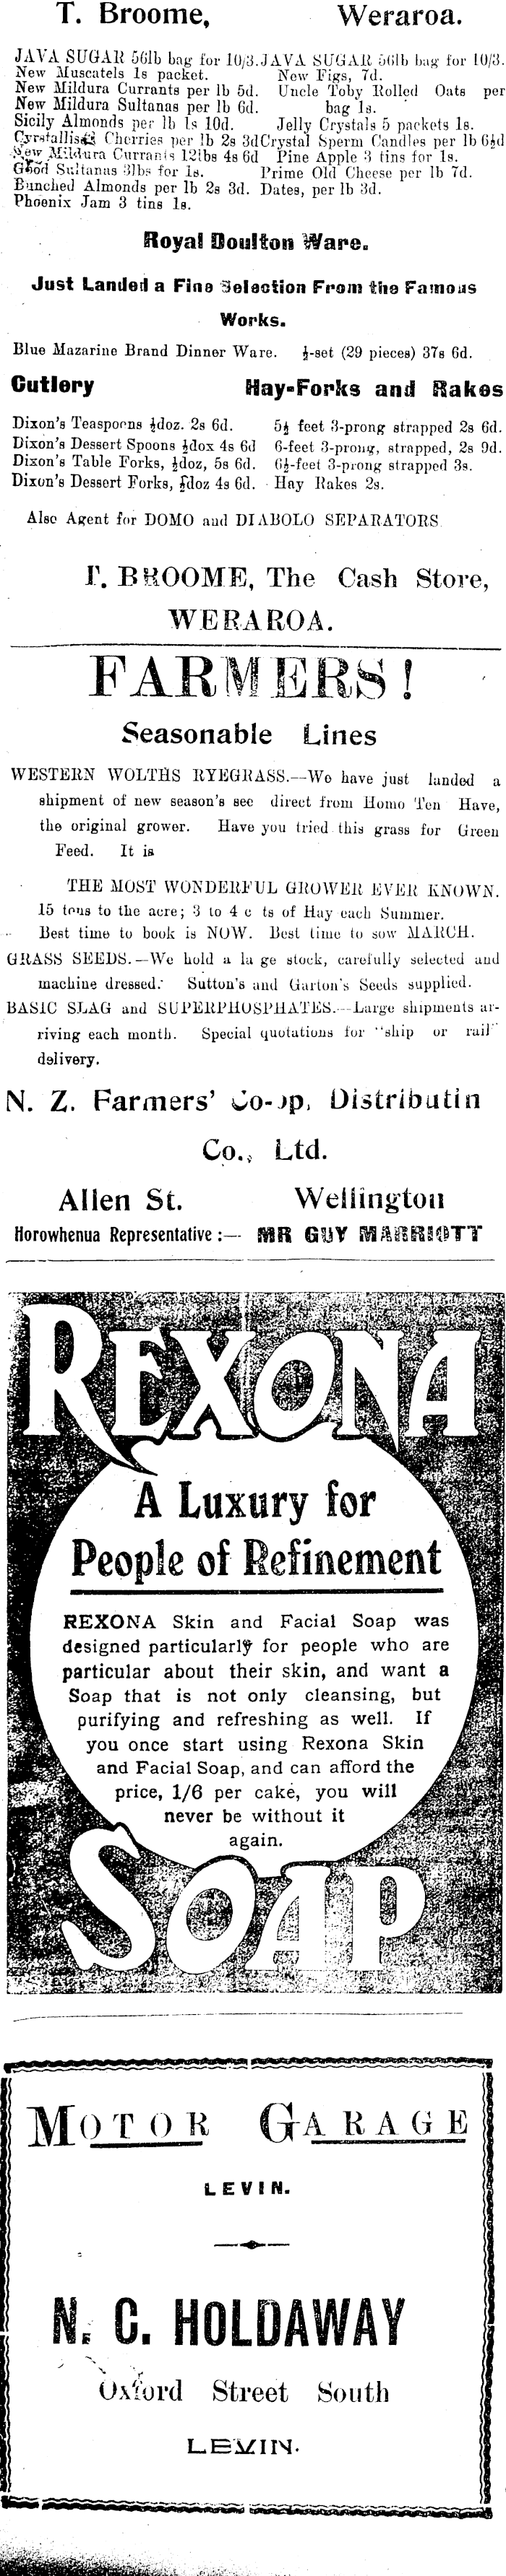 T. Broome, Weraroa.
JAVA SUGAR 56lb bag for 10/3. JAVA SUGAR 56lb bag for 10/3.
New Muscatels 1s packet. New Figs, 7d.
New Mildura Currants per lb 5d. Uncle Toby Rolled Oats per
New Mildura Sultanas per lb 6d. bag 1s.
Sicily Almonds per lb 1s 10d. Jelly Crystals 5 packets 1s.
Cherries per lb 2s 3d Crystal Sperm Candles per lb 6½d
New Mildura Currants 12lbs 4s 6d Pine Apple 3 tins for 1s.
Good Sultanas 3lbs for 1s. Prime Old Cheese per lb 7d.
Bunched Almonds per lb 2s 3d. Dates, per lb 3d.
Phoenix Jam 3 tins 1s.
Royal Doulton Ware.
Just Landed a Fine Selection From the Famous
Works.
Blue Mazarine Brand Dinner Ware. ½-set (29 pieces) 37s 6d.
Cutlery Hay-Forks and Rakes
Dixon's Teaspoons ½doz. 2s 6d. 5½ feet 3-prong strapped 2s 6d.
Dixon's Dessert Spoons ½dox 4s 6d 6-feet 3-prong, strapped, 2s 9d.
Dixon's Table Forks, ½doz, 5s 6d. 6½-feet 3-prong strapped 3s.
Dixon's Dessert Forks, 4s 6d. Hay Rakes 2s.
Also Agent for DOMO and DIABOLO SEPARATORS
T. BROOME, The Cash Store,
WERAROA.
FARMERS!
Seasonable Lines
WESTERN WOLTHS RYEGRASS.—We have just landed a
shipment of new season's see direct from Homo Ten Have,
the original grower. Have you tried this grass for Green
Feed. It is
THE MOST WONDERFUL GROWER EVER KNOWN.
15 tons to the acre; 3 to 4 c ts of Hay each Summer.
Best time to book is NOW. Best time to sow MARCH.
GRASS SEEDS.—We hold a la ge stock, carefully selected and
machine dressed. Sutton's and Garton's Seeds supplied.
BASIC SLAG and SUPERPHOSPHATES.—Large shipments ar-
riving each month. Special quotations for "ship or rail"
delivery.
N. Z. Farmers' Co-op, Distributin
Co., Ltd.
Allen St. Wellington
Horowhenua Representative :— MR GUY MARRIOTT
REXONA
A Luxury for
People of Refinement
REXONA Skin and Facial Soap was
designed particularly for people who are
particular about their skin, and want a
Soap that is not only cleansing, but
purifying and refreshing as well. If
you once start using Rexona Skin
and Facial Soap, and can afford the
price, 1/6 per cake, you will
never be without it
again.
SOAP
MOTOR GARAGE
LEVIN.
N. C. HOLDAWAY
Oxford Street South
LEVIN.